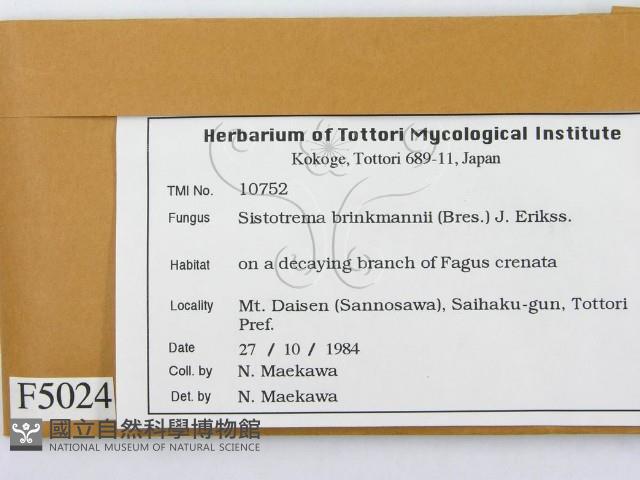 Herbarium of Tottori Mycological Institute
Kokoge, Tottori 689-11, Japan
TMI No. 10752
Fungus Sistotrema brinkmannii (Bres.) J. Erikss.
Habitat on a decaying branch of Fagus crenata
Locality Mt. Daisen (Sannosawa), Saihaku-gun, Tottori
Pref.
Date 27 / 10 / 1984
Coll. by N. Maekawa
Det. by N. Maekawa
F5024
國立自然科學博物館
NATIONAL MUSEUM OF NATURAL SCIENCE